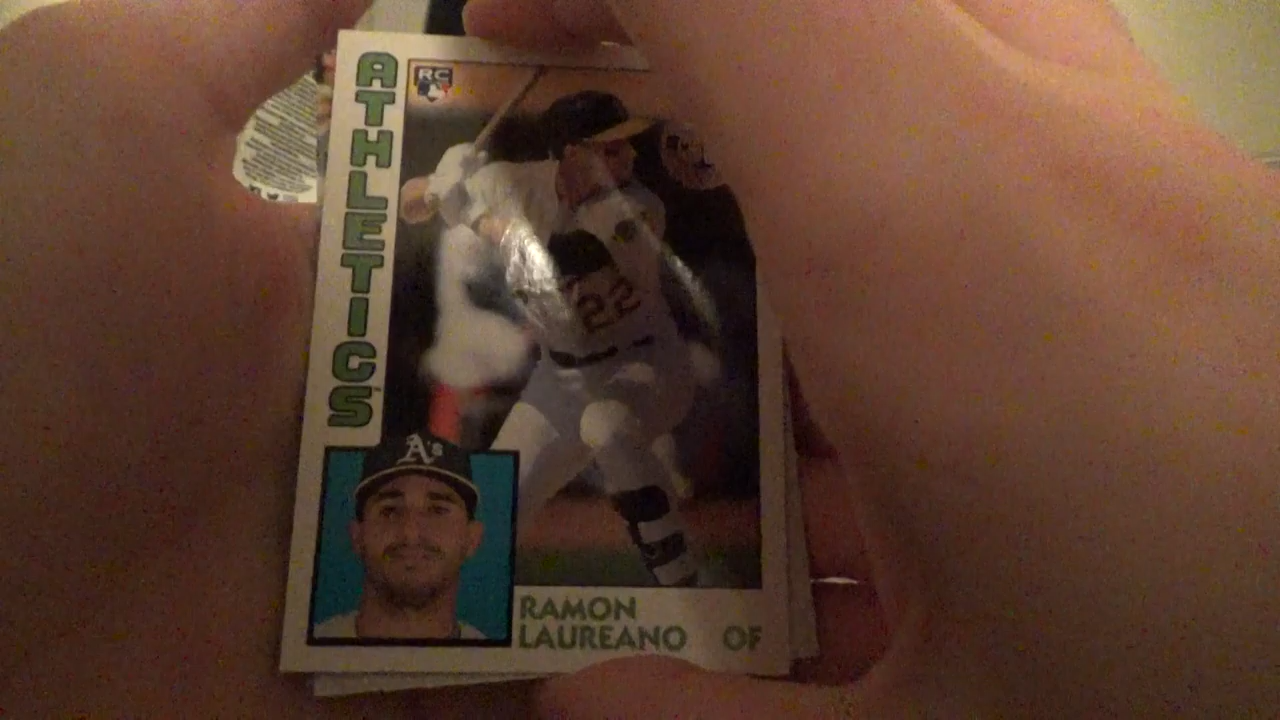 ATHLETICS
RC
22
A's
RAMON
LAUREANO OF